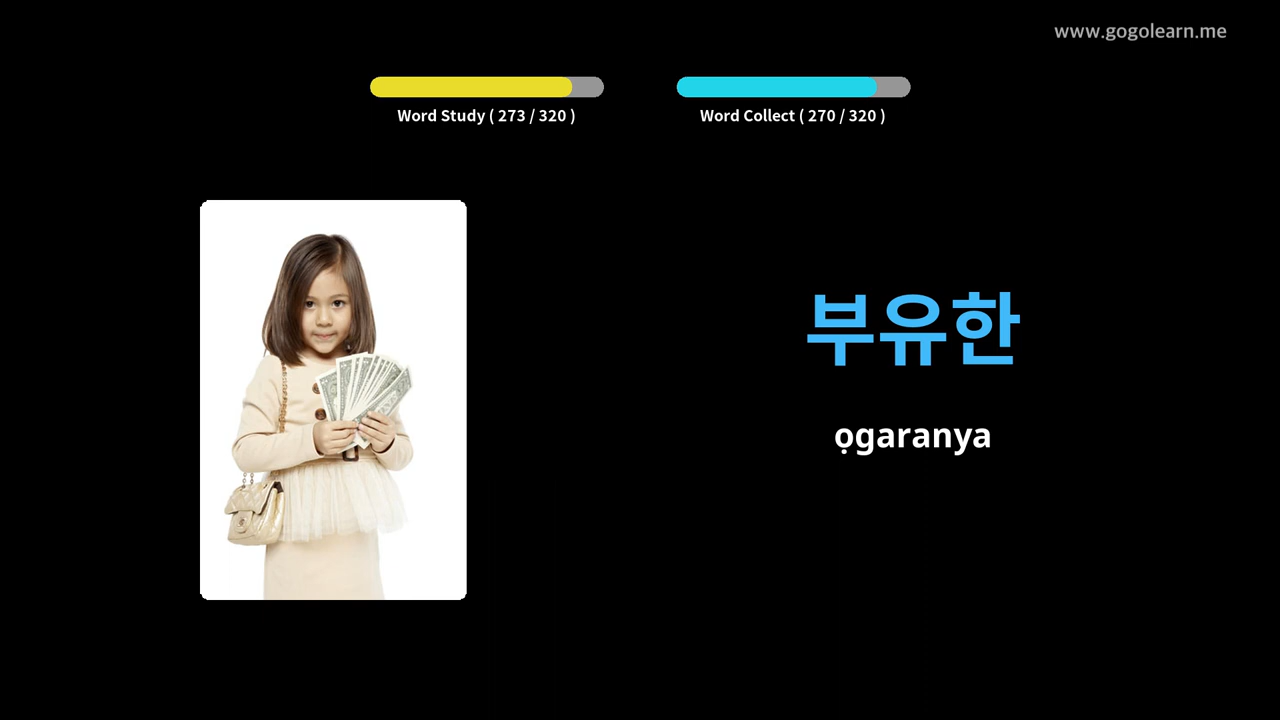 www.gogolearn.me
Word Study ( 273 / 320 )
Word Collect ( 270 / 320 )
부유한
ọgaranya